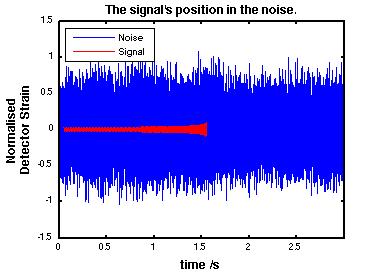 The signal's position in the noise.
1.5
Noise
Signal
1
0.5
0
-0.5
-1
-1.5
Normalised
Detector Strain
0 0.5 1 1.5 2 2.5
time /s